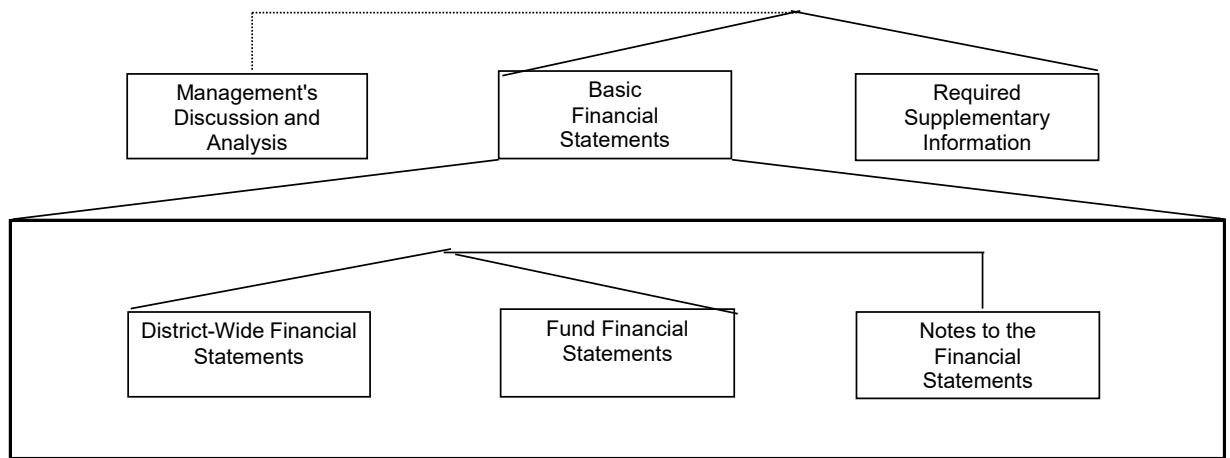 Management's
Discussion and
Analysis
Basic
Financial
Statements
Required
Supplementary
Information
District-Wide Financial
Statements
Fund Financial
Statements
Notes to the
Financial
Statements